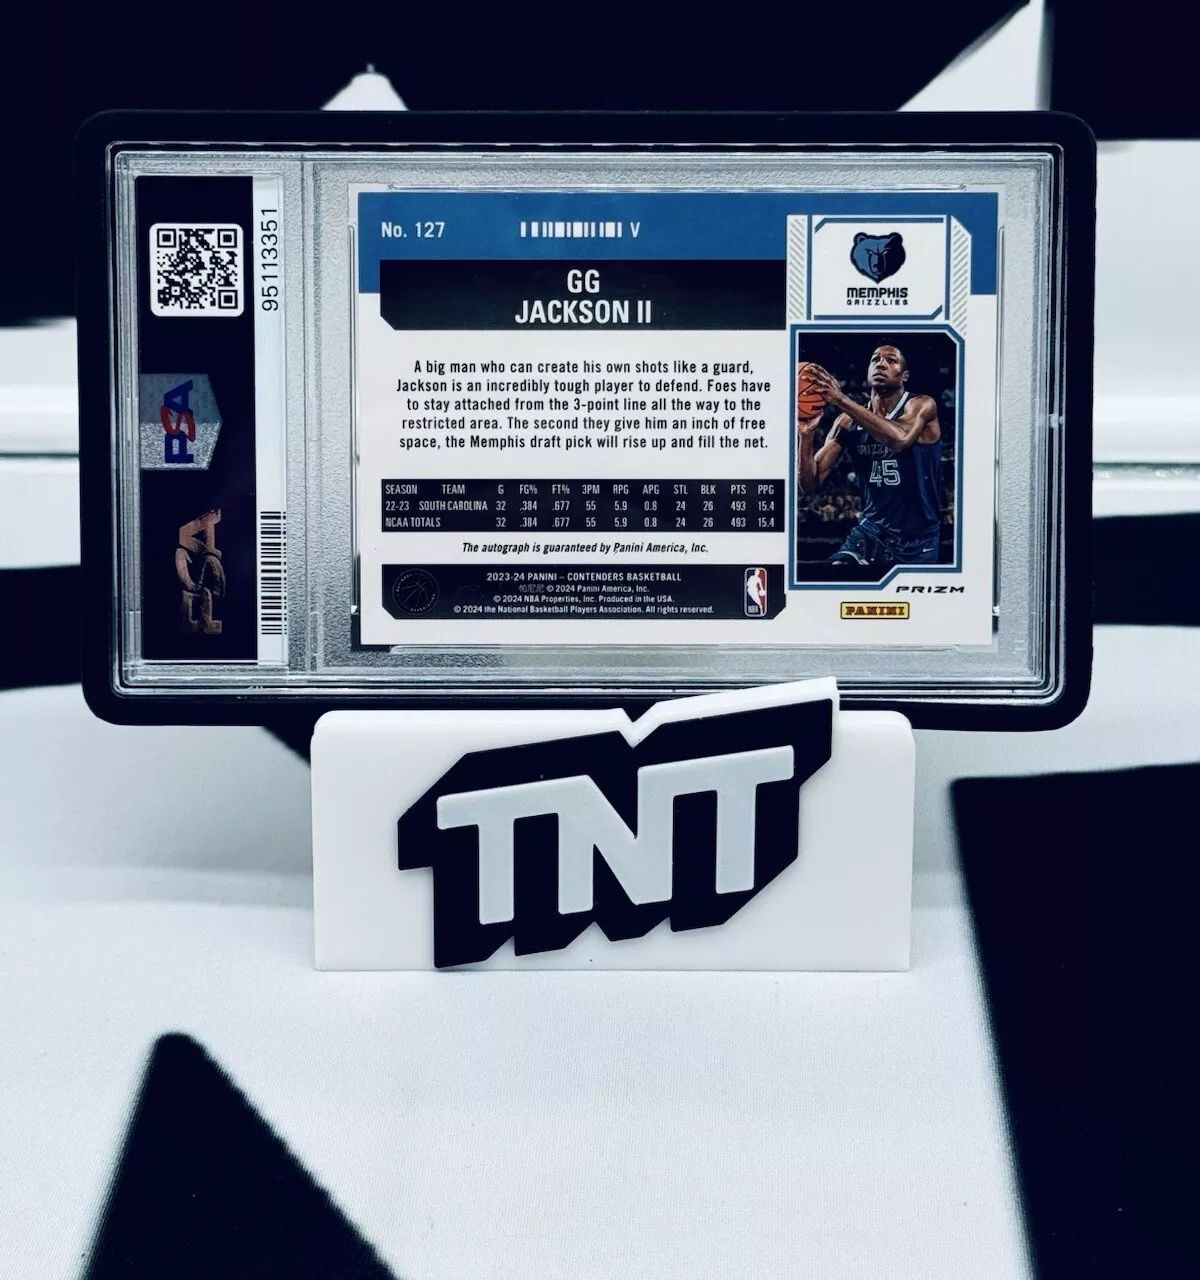 95113351
PSA
PSA
No. 127
V
GG
JACKSON II
A big man who can create his own shots like a guard,
Jackson is an incredibly tough player to defend. Foes have
to stay attached from the 3-point line all the way to the
restricted area. The second they give him an inch of free
space, the Memphis draft pick will rise up and fill the net.
SEASON TEAM G FG% FT% 3PM RPG APG STL BLK PTS PPG
22-23 SOUTH CAROLINA 32 .384 .677 55 5.9 0.8 24 26 493 15.4
NCAA TOTALS 32 .384 .677 55 5.9 0.8 24 26 493 15.4
The autograph is guaranteed by Panini America, Inc.
2023-24 PANINI – CONTENDERS BASKETBALL
© 2024 Panini America, Inc.
© 2024 NBA Properties, Inc. Produced in the USA.
© 2024 the National Basketball Players Association. All rights reserved.
NBA
MEMPHIS
GRIZZLIES
45
PRIZM
PANINI
TNT